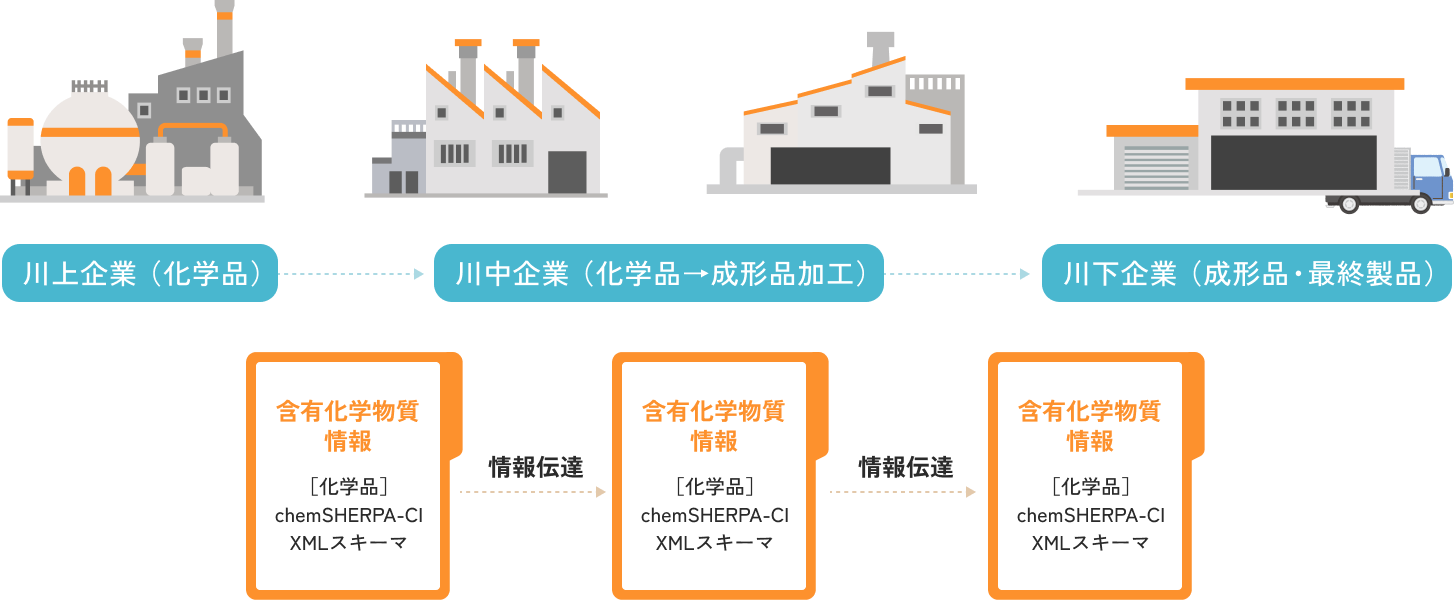 川上企業（化学品）
川中企業（化学品→成形品加工）
川下企業（成形品・最終製品）
含有化学物質
情報
［化学品］
chemSHERPA-CI
XMLスキーマ
情報伝達
含有化学物質
情報
［化学品］
chemSHERPA-CI
XMLスキーマ
情報伝達
含有化学物質
情報
［化学品］
chemSHERPA-CI
XMLスキーマ